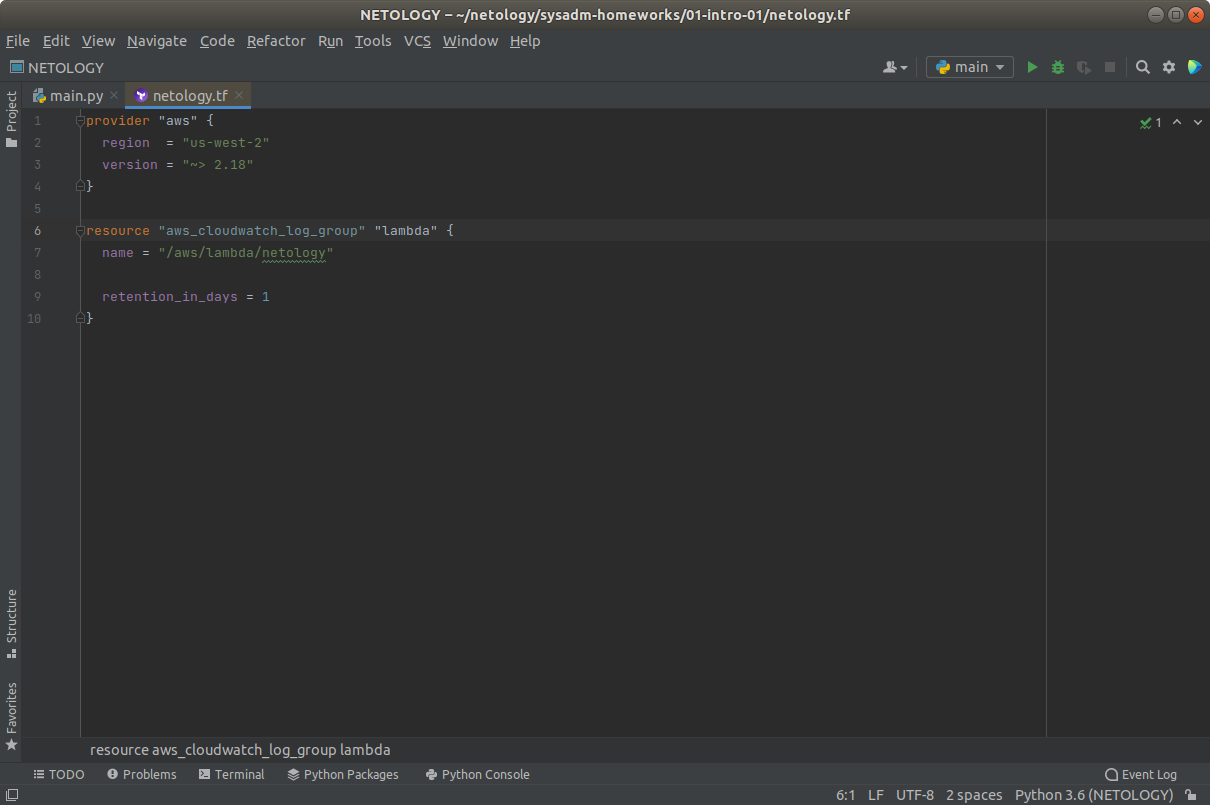 NETOLOGY – ~/netology/sysadm-homeworks/01-intro-01/netology.tf
File Edit View Navigate Code Refactor Run Tools VCS Window Help
NETOLOGY main
main.py netology.tf
Project
1 provider "aws" { 1
2   region  = "us-west-2"
3   version = "~> 2.18"
4 }
5
6 resource "aws_cloudwatch_log_group" "lambda" {
7   name = "/aws/lambda/netology"
8
9   retention_in_days = 1
10 }
Structure
Favorites
resource aws_cloudwatch_log_group lambda
TODO Problems Terminal Python Packages Python Console Event Log
6:1 LF UTF-8 2 spaces Python 3.6 (NETOLOGY)